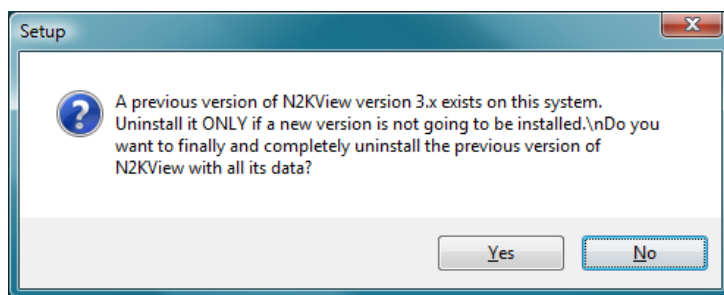 Setup
A previous version of N2KView version 3.x exists on this system.
Uninstall it ONLY if a new version is not going to be installed.\nDo you
want to finally and completely uninstall the previous version of
N2KView with all its data?
Yes
No